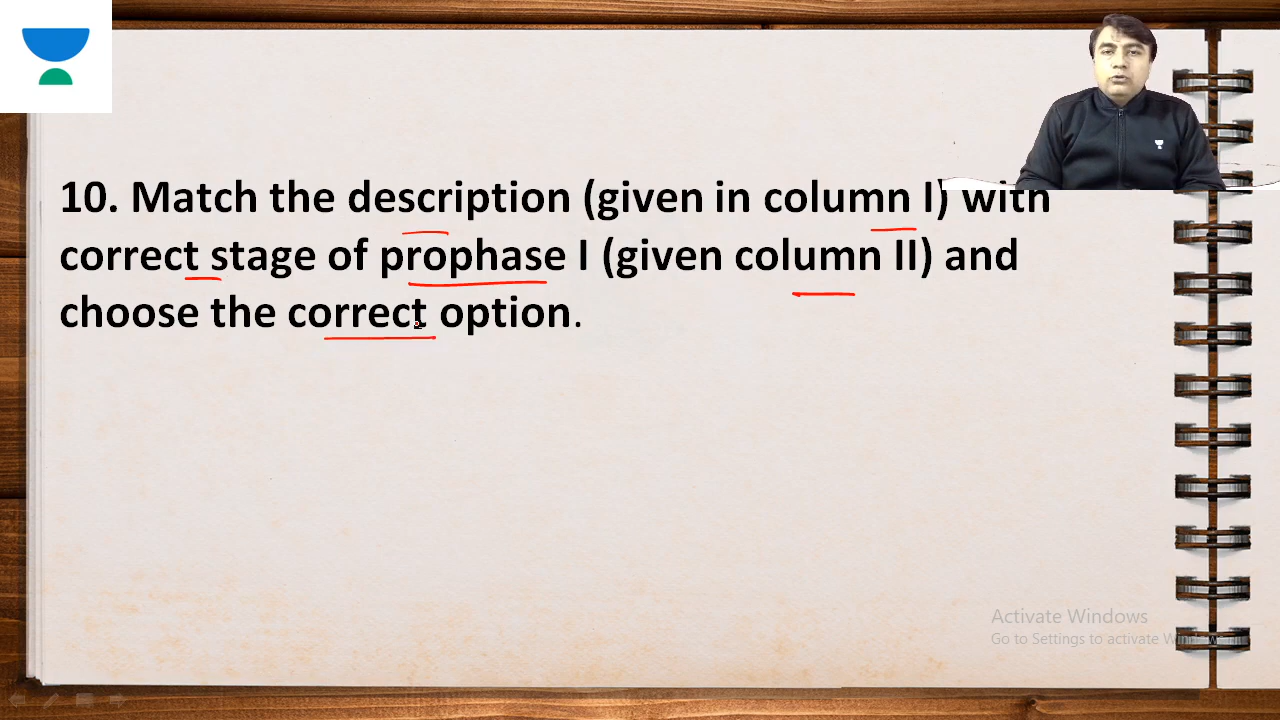 10. Match the description (given in column I) with
correct stage of prophase I (given column II) and
choose the correct option.
Activate Windows
Go to Settings to activate Windows.